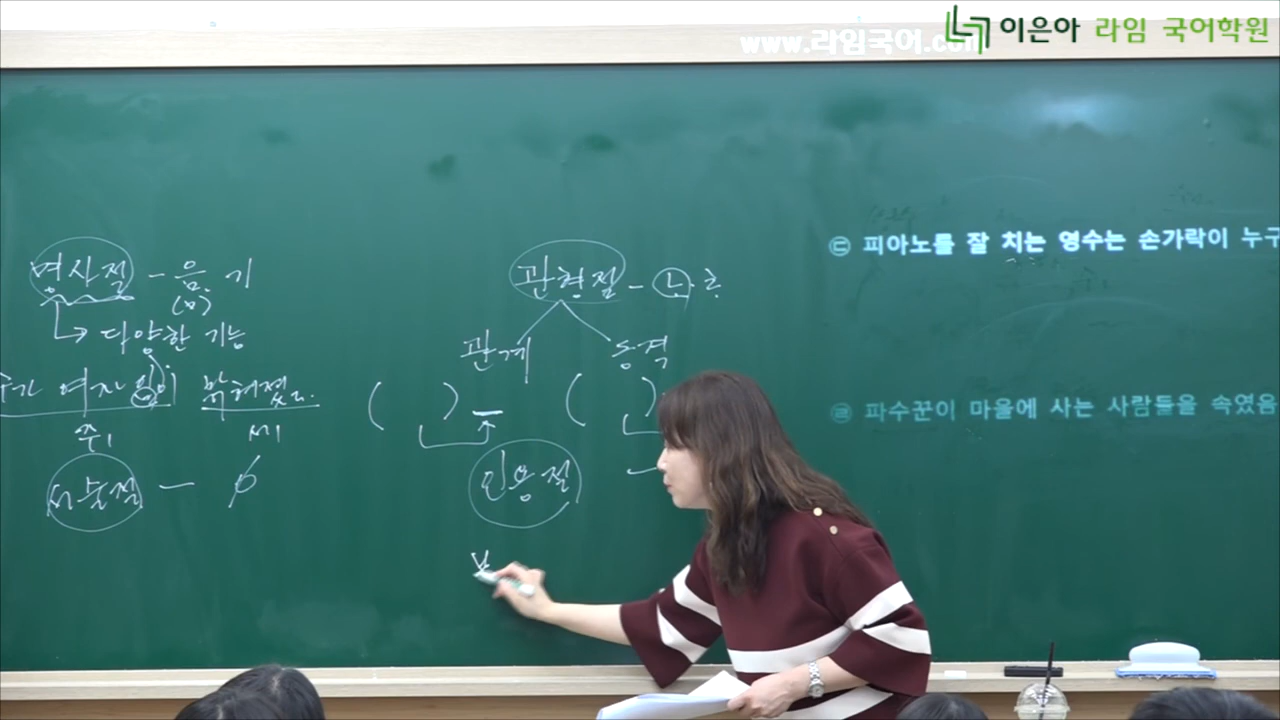 이은아 라임 국어학원
www.라임국어.com
명사절 - 음, 기
(ㅁ)
다양한 기능
여자임이 밝혀졌다.
주 서
서술절 - ∅
관형절 - ㄴ
관계 동격
( ) ( )
인용절
㉢ 피아노를 잘 치는 영수는 손가락이 누구
㉣ 파수꾼이 마을에 사는 사람들을 속였음